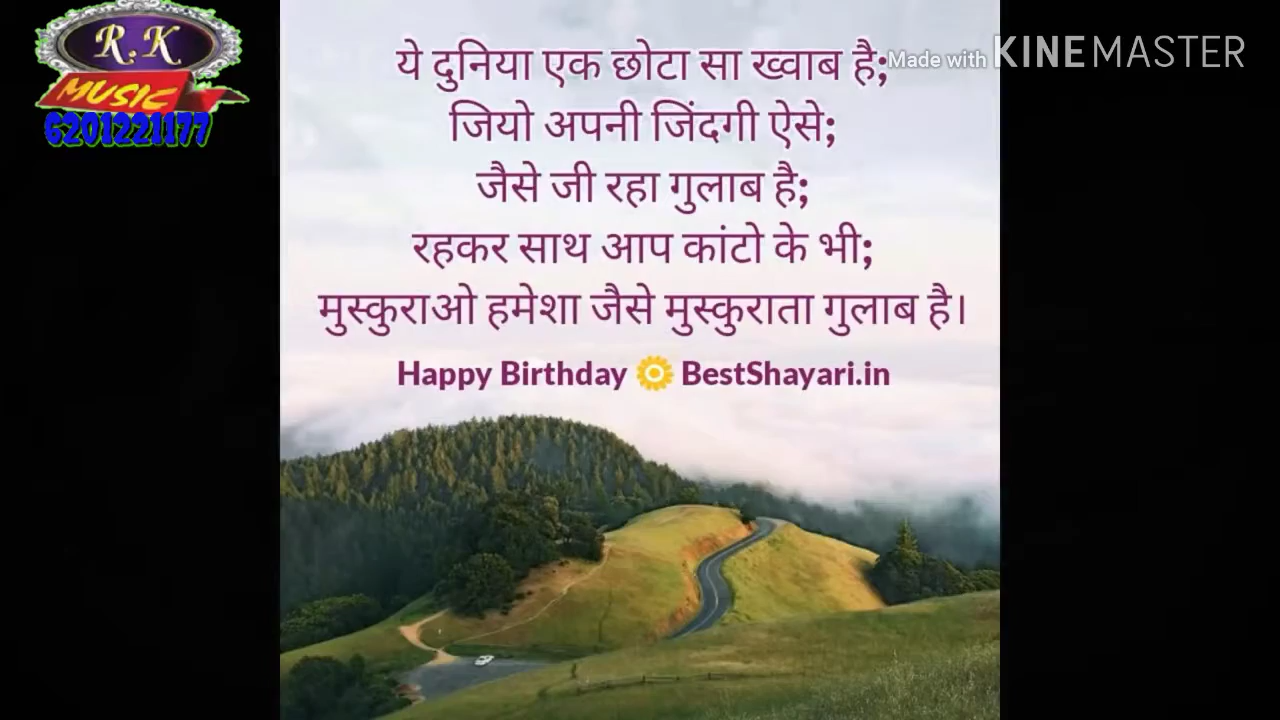 R.K
MUSIC
6201221177
Made with KINEMASTER
ये दुनिया एक छोटा सा ख्वाब है;
जियो अपनी जिंदगी ऐसे;
जैसे जी रहा गुलाब है;
रहकर साथ आप कांटो के भी;
मुस्कुराओ हमेशा जैसे मुस्कुराता गुलाब है।
Happy Birthday BestShayari.in